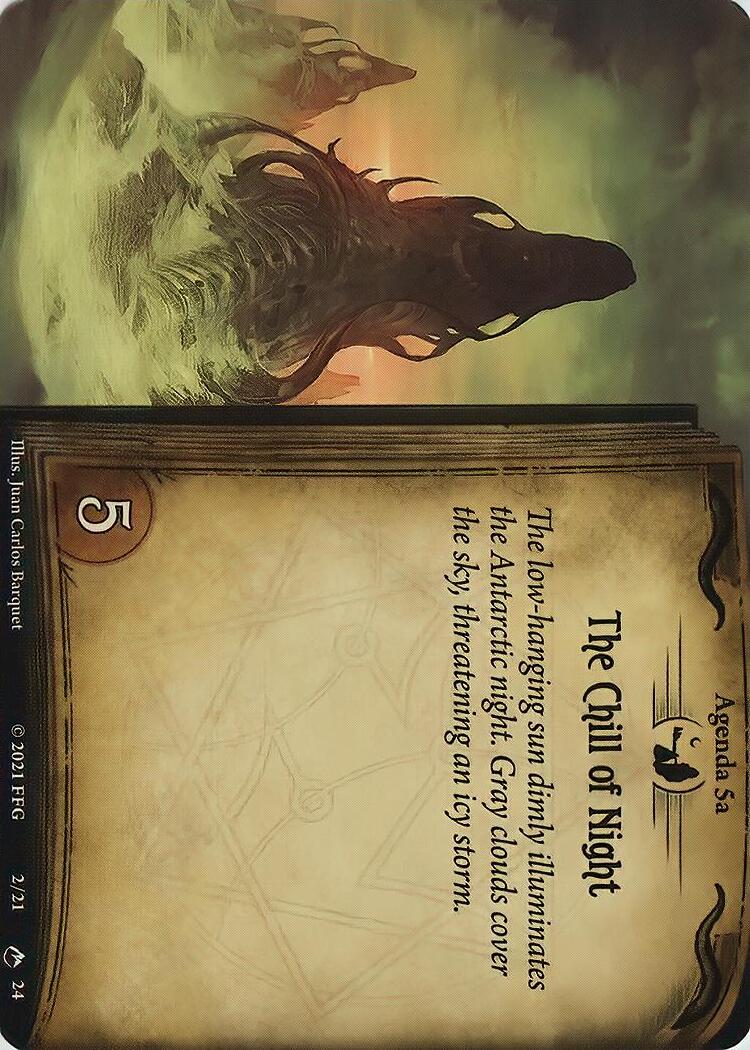 Agenda 5a
The Chill of Night
The low-hanging sun dimly illuminates
the Antarctic night. Gray clouds cover
the sky, threatening an icy storm.
5
Illus. Juan Carlos Barquet © 2021 FFG 2/21 24